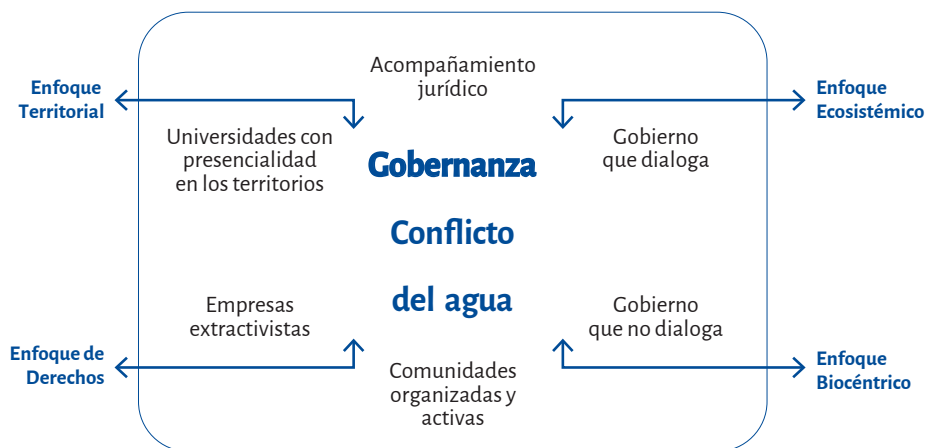 Acompañamiento
jurídico
Enfoque
Territorial
Enfoque
Ecosistémico
Universidades con
presencialidad
en los territorios
Gobierno
que dialoga
Gobernanza
Conflicto
del agua
Empresas
extractivistas
Gobierno
que no dialoga
Enfoque de
Derechos
Comunidades
organizadas y
activas
Enfoque
Biocéntrico